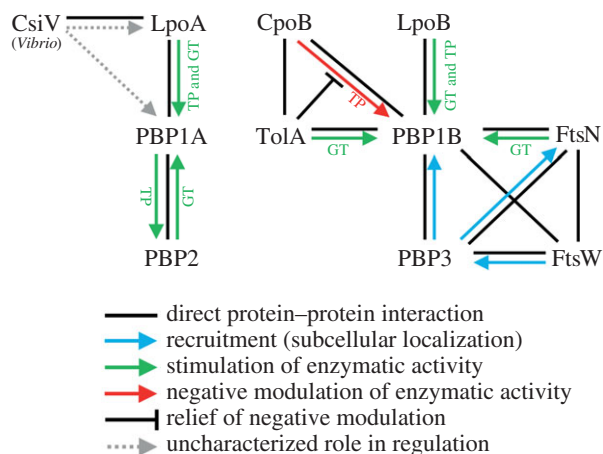 CsiV
(Vibrio)
LpoA
CpoB
LpoB
TP and GT
TP
GT and TP
PBP1A
TolA
GT
PBP1B
GT
FtsN
TP
GT
PBP2
PBP3
FtsW
direct protein–protein interaction
recruitment (subcellular localization)
stimulation of enzymatic activity
negative modulation of enzymatic activity
relief of negative modulation
uncharacterized role in regulation